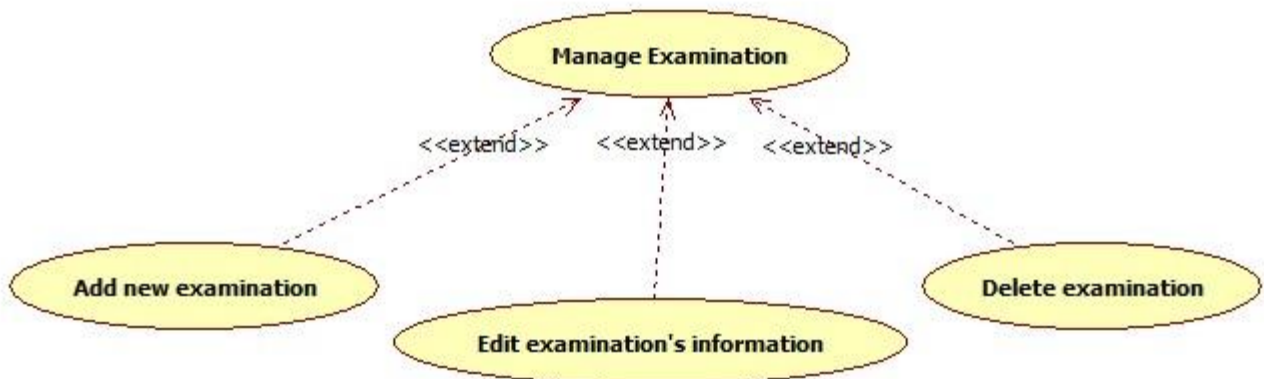 Manage Examination
<<extend>>
<<extend>>
<<extend>>
Add new examination
Delete examination
Edit examination's information